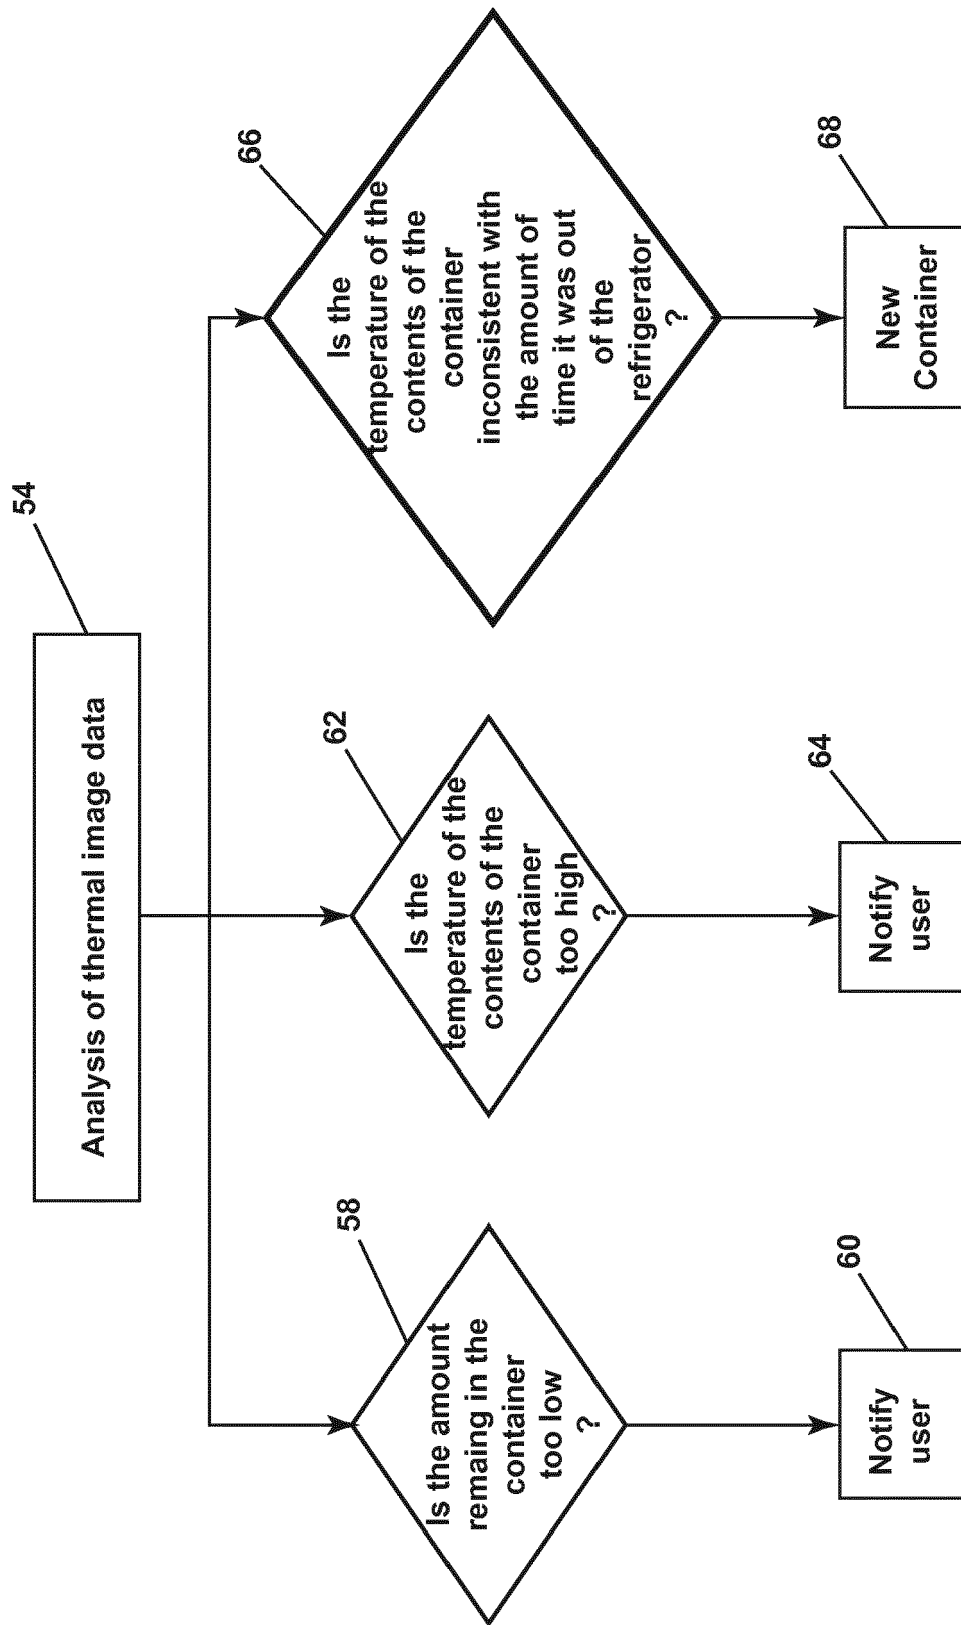 54
Analysis of thermal image data
58
Is the amount
remaing in the
container
too low
?
60
Notify
user
62
Is the
temperature of the
contents of the
container
too high
?
64
Notify
user
66
Is the
temperature of the
contents of the
container
inconsistent with
the amount of
time it was out
of the
refrigerator
?
68
New
Container